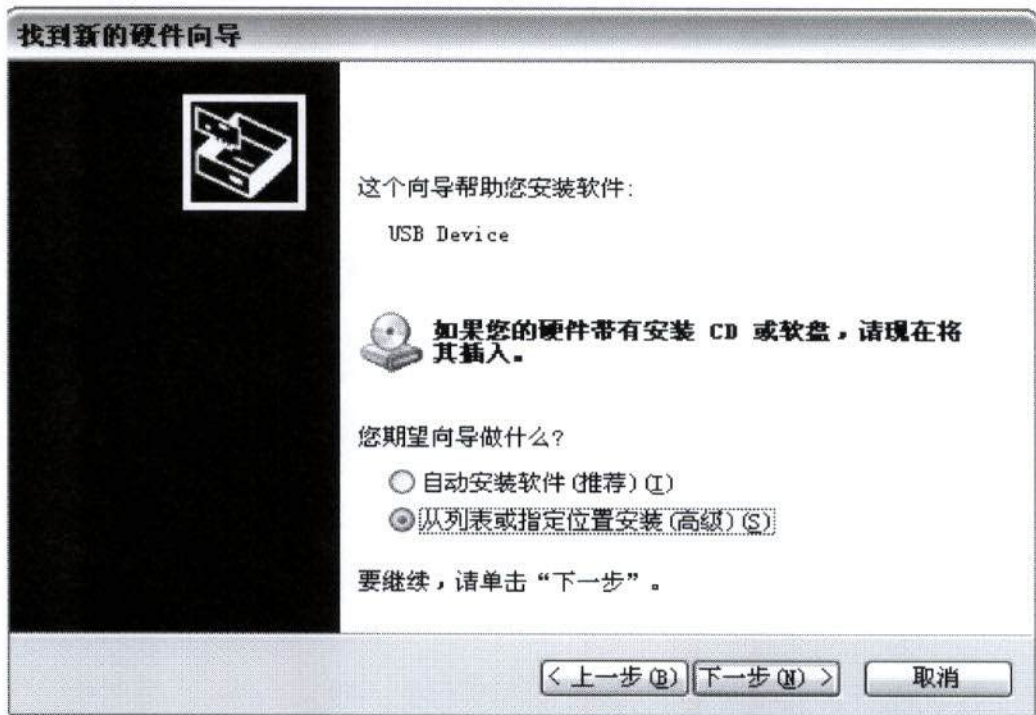 找到新的硬件向导
这个向导帮助您安装软件:
USB Device
如果您的硬件带有安装 CD 或软盘，请现在将
其插入。
您期望向导做什么?
自动安装软件(推荐)(I)
从列表或指定位置安装(高级)(S)
要继续，请单击“下一步”。
< 上一步(B)
下一步(N) >
取消